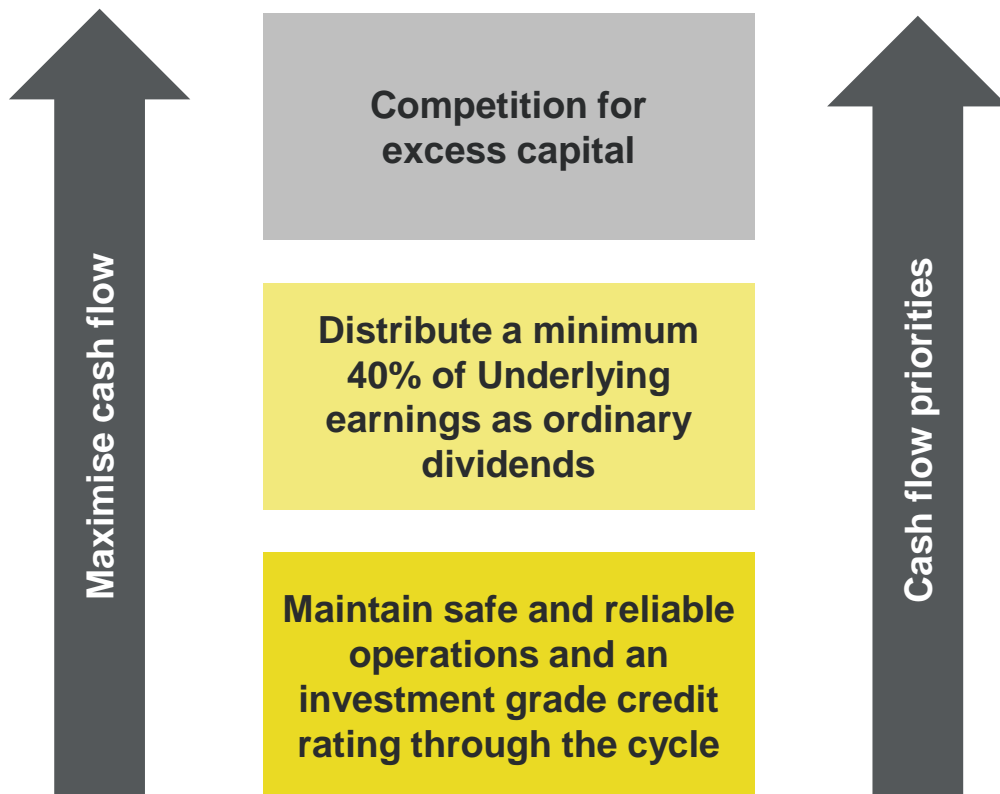 Competition for
excess capital
Maximise cash flow
Distribute a minimum
40% of Underlying
earnings as ordinary
dividends
Cash flow priorities
Maintain safe and reliable
operations and an
investment grade credit
rating through the cycle